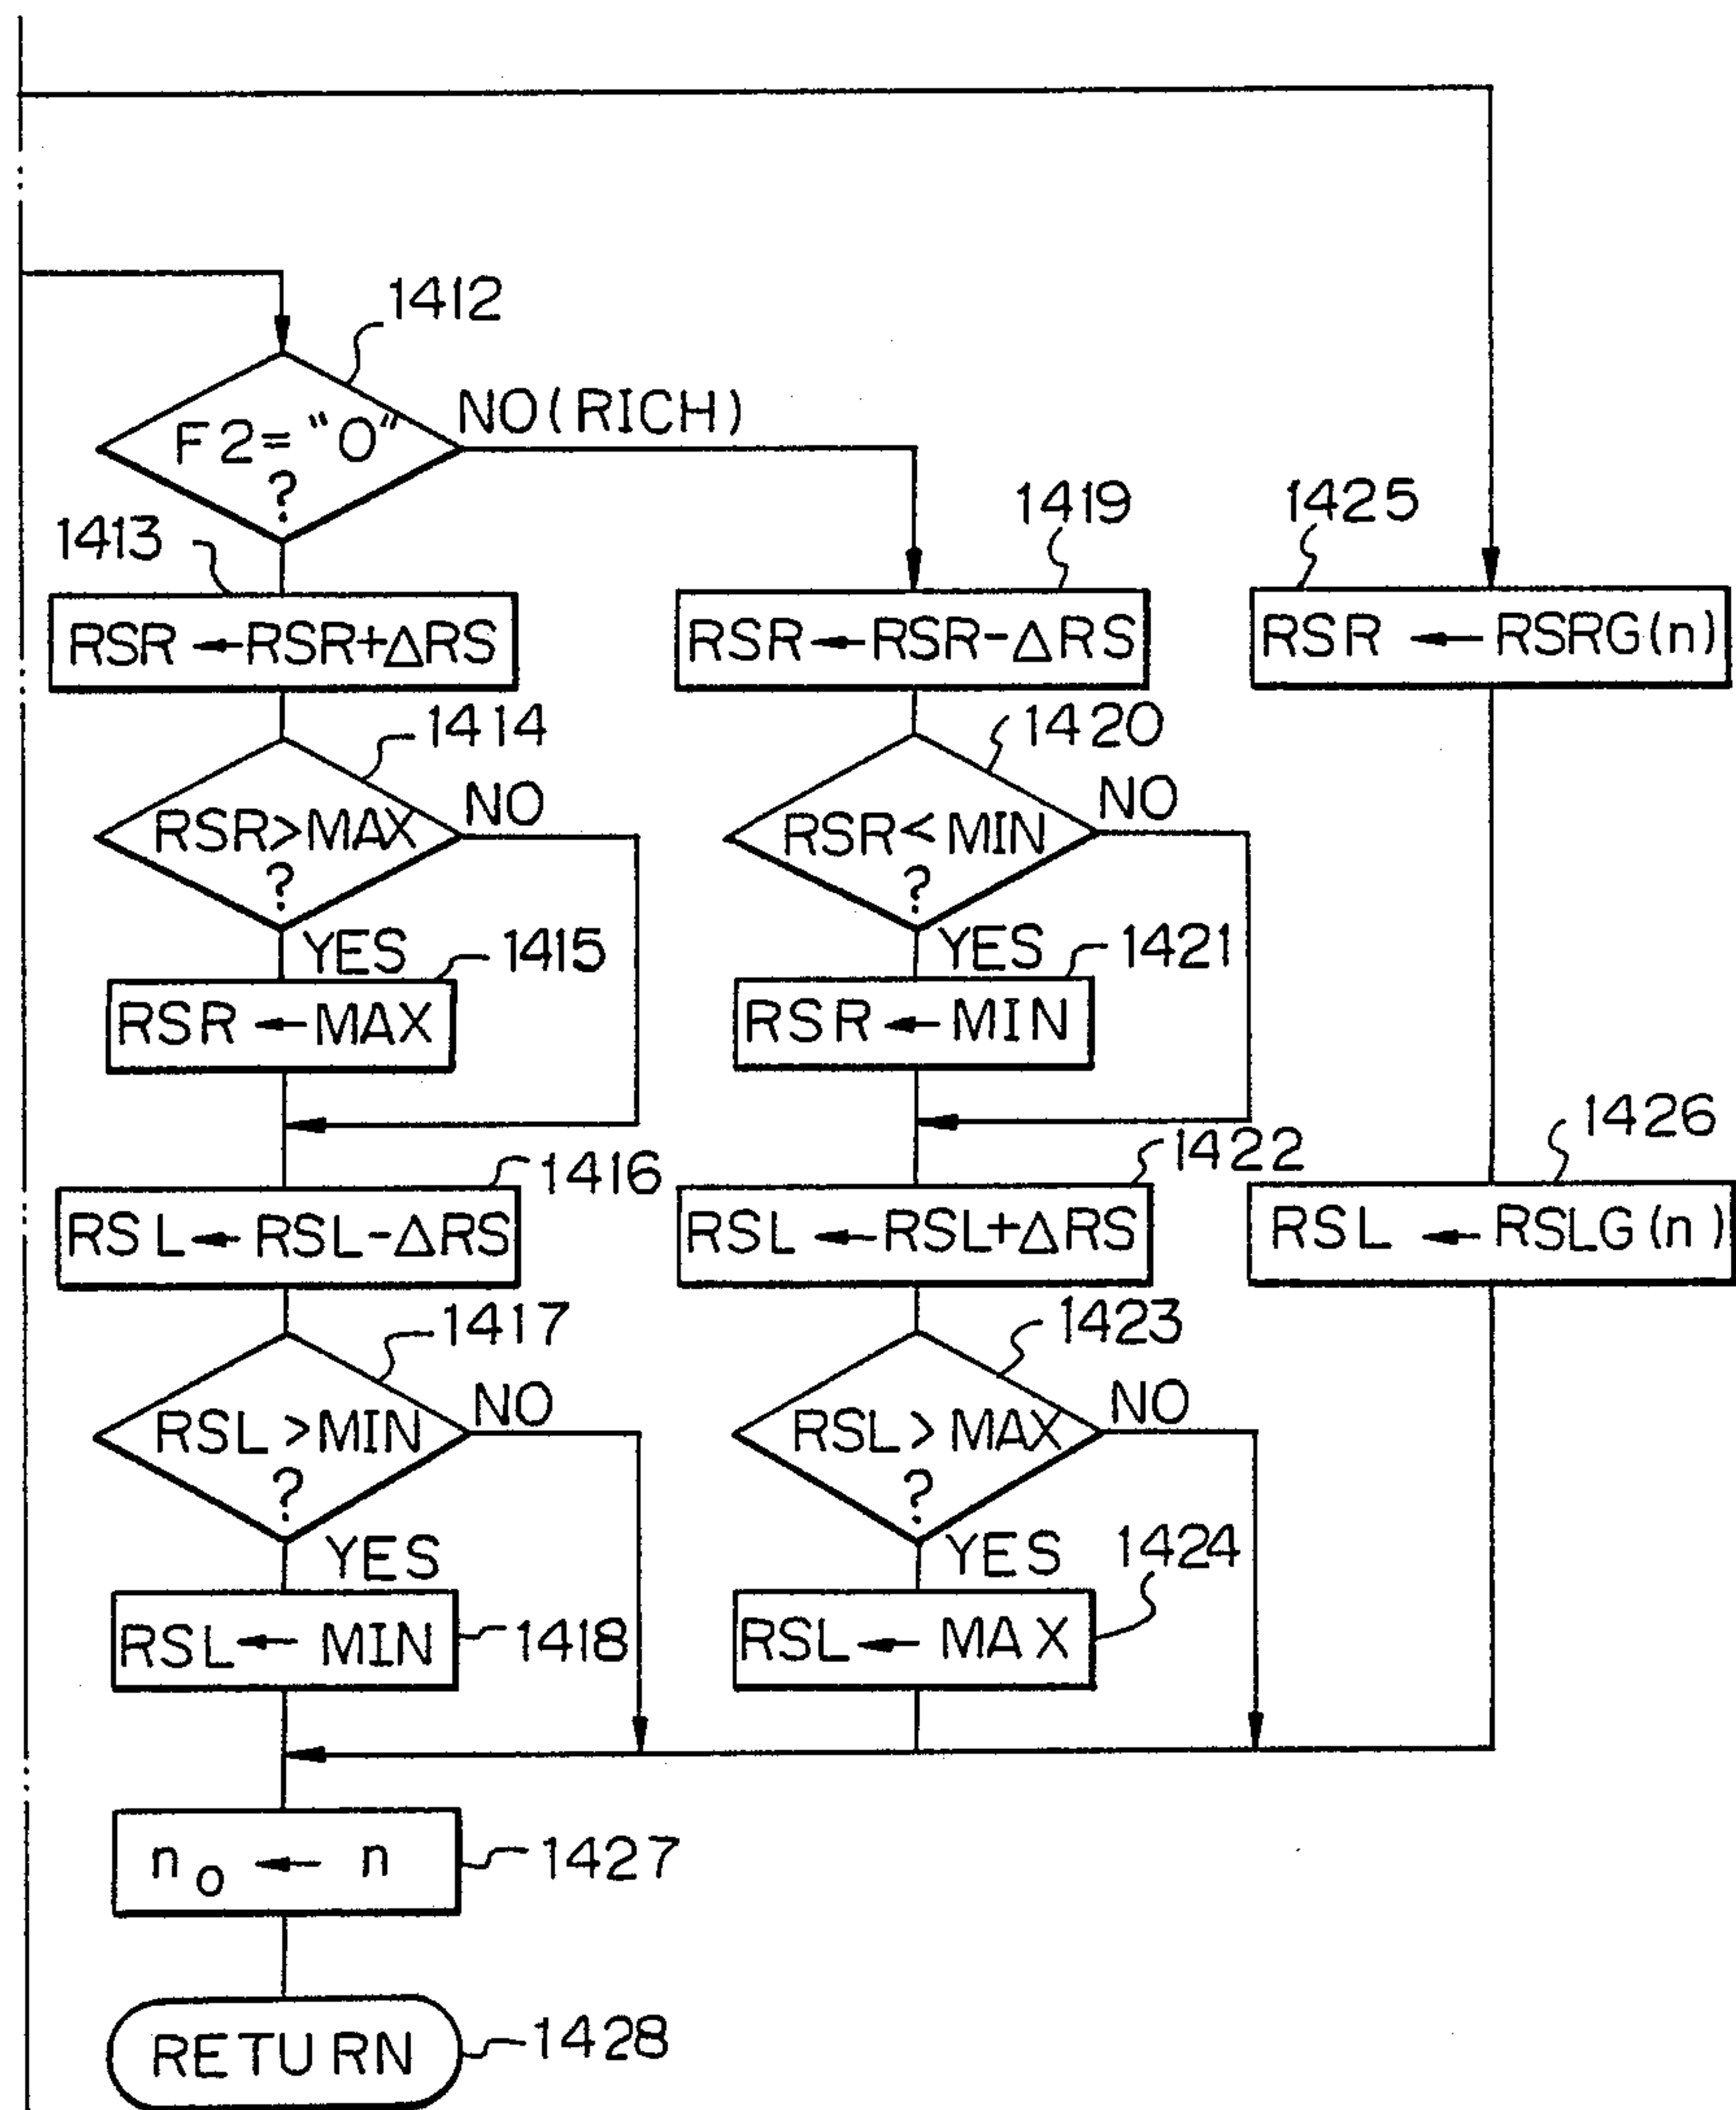 1412
F2="0"
?
NO(RICH)
1413
RSR←RSR+ΔRS
1414
RSR>MAX
?
NO
YES
1415
RSR←MAX
1416
RSL←RSL-ΔRS
1417
RSL>MIN
?
NO
YES
RSL←MIN
1418
1419
RSR←RSR-ΔRS
1420
RSR<MIN
?
NO
YES
1421
RSR←MIN
1422
RSL←RSL+ΔRS
1423
RSL>MAX
?
NO
YES
1424
RSL←MAX
1425
RSR←RSRG(n)
1426
RSL←RSLG(n)
n₀←n
1427
RETURN
1428